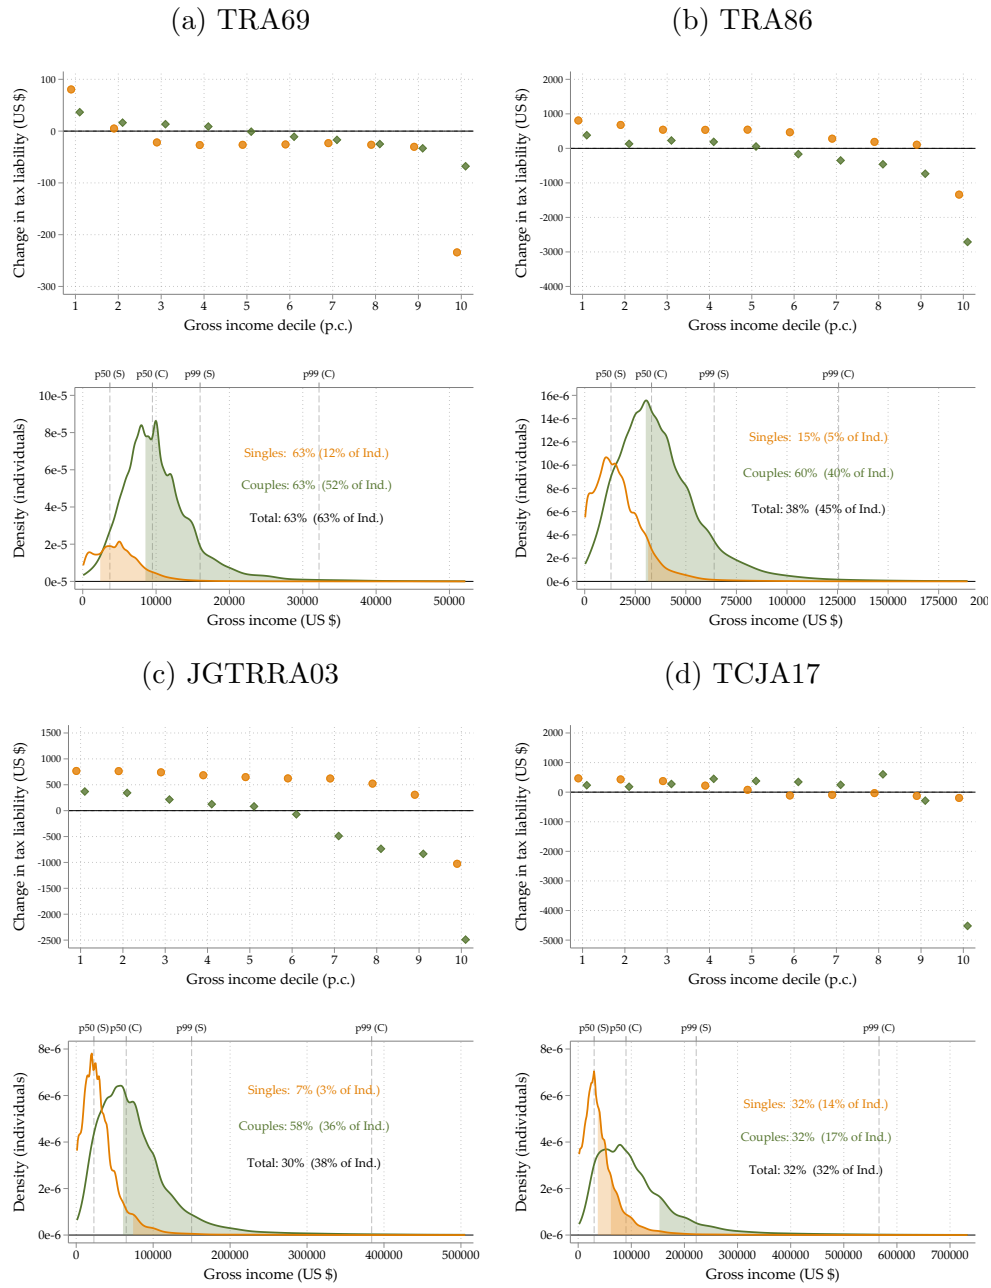 (a) TRA69
(b) TRA86
Change in tax liability (US $)
100
0
-100
-200
-300
1 2 3 4 5 6 7 8 9 10
Gross income decile (p.c.)
Change in tax liability (US $)
2000
1000
0
-1000
-2000
-3000
-4000
1 2 3 4 5 6 7 8 9 10
Gross income decile (p.c.)
p50 (S) p50 (C) p99 (S) p99 (C)
Density (individuals)
10e-5
8e-5
6e-5
4e-5
2e-5
0e-5
Singles: 63% (12% of Ind.)
Couples: 63% (52% of Ind.)
Total: 63% (63% of Ind.)
0 10000 20000 30000 40000 50000
Gross income (US $)
p50 (S) p50 (C) p99 (S) p99 (C)
Density (individuals)
16e-6
14e-6
12e-6
10e-6
8e-6
6e-6
4e-6
2e-6
0e-6
Singles: 15% (5% of Ind.)
Couples: 60% (40% of Ind.)
Total: 38% (45% of Ind.)
0 25000 50000 75000 100000 125000 150000 175000 200
Gross income (US $)
(c) JGTRRA03
(d) TCJA17
Change in tax liability (US $)
1500
1000
500
0
-500
-1000
-1500
-2000
-2500
1 2 3 4 5 6 7 8 9 10
Gross income decile (p.c.)
Change in tax liability (US $)
2000
1000
0
-1000
-2000
-3000
-4000
-5000
1 2 3 4 5 6 7 8 9 10
Gross income decile (p.c.)
p50 (S) p50 (C) p99 (S) p99 (C)
Density (individuals)
8e-6
6e-6
4e-6
2e-6
0e-6
Singles: 7% (3% of Ind.)
Couples: 58% (36% of Ind.)
Total: 30% (38% of Ind.)
0 100000 200000 300000 400000 500000
Gross income (US $)
p50 (S) p50 (C) p99 (S) p99 (C)
Density (individuals)
8e-6
6e-6
4e-6
2e-6
0e-6
Singles: 32% (14% of Ind.)
Couples: 32% (17% of Ind.)
Total: 32% (32% of Ind.)
0 100000 200000 300000 400000 500000 600000 700000
Gross income (US $)